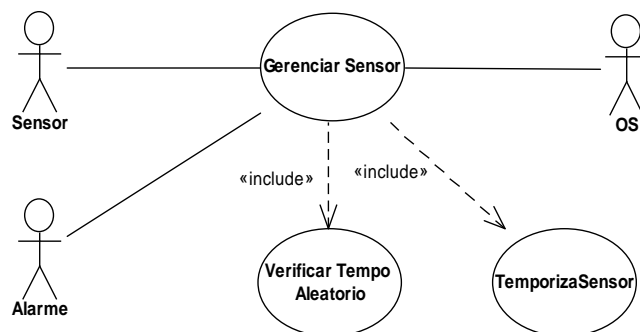 Gerenciar Sensor
Sensor
OS
«include»
«include»
Alarme
Verificar Tempo
Aleatorio
TemporizaSensor